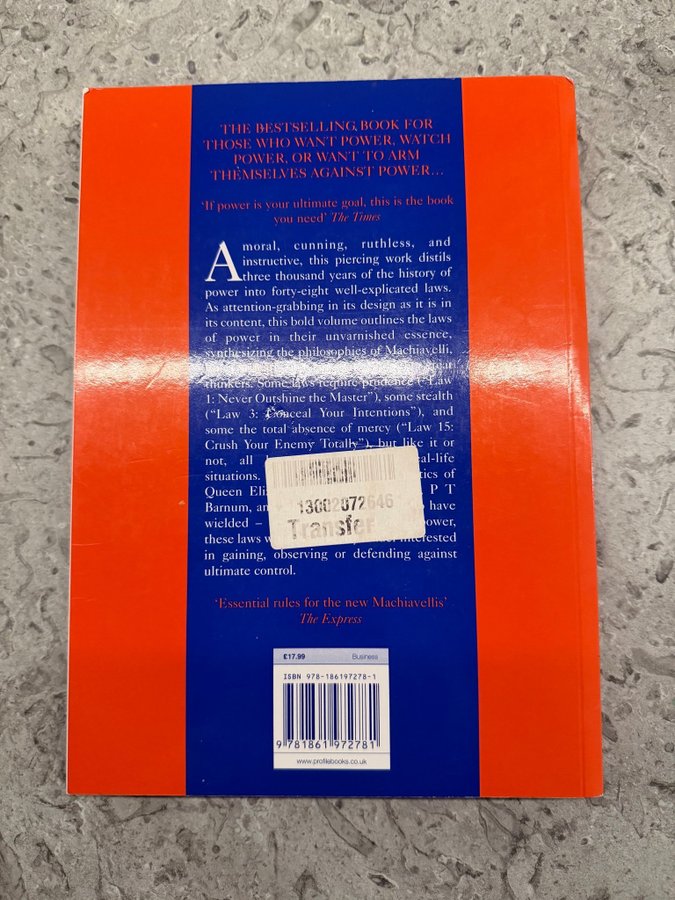 THE BESTSELLING BOOK FOR
THOSE WHO WANT POWER, WATCH
POWER, OR WANT TO ARM
THEMSELVES AGAINST POWER…
‘If power is your ultimate goal, this is the book
you need’ The Times
Amoral, cunning, ruthless, and
instructive, this piercing work distils
three thousand years of the history of
power into forty-eight well-explicated laws.
As attention-grabbing in its design as it is in
its content, this bold volume outlines the laws
of power in their unvarnished essence,
synthesizing the philosophies of Machiavelli,
thinkers. Some laws require prudence (“Law
1: Never Outshine the Master”), some stealth
(“Law 3: Conceal Your Intentions”), and
some the total absence of mercy (“Law 15:
Crush Your Enemy Totally”), but like it or
not, all
situations.
Queen P T
Barnum, have
wielded – power,
these laws interested
in gaining, observing or defending against
ultimate control.
13002072646
Transfer
‘Essential rules for the new Machiavellis’
The Express
£17.99 Business
ISBN 978-186197278-1
9 781861 972781
www.profilebooks.co.uk